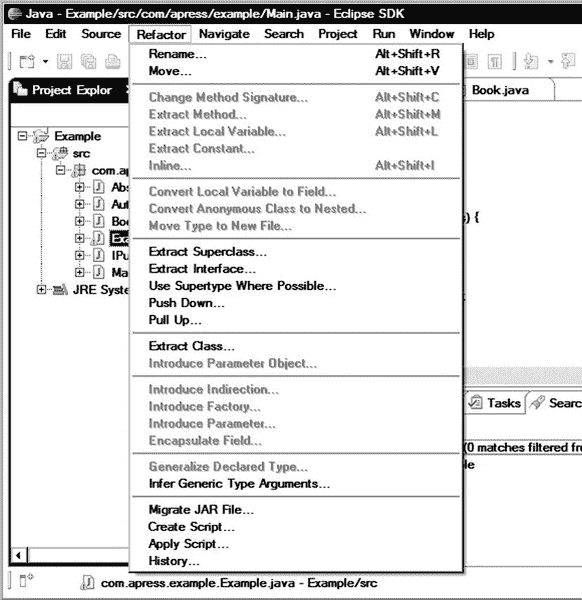 Java - Example/src/com/apress/example/Main.java - Eclipse SDK
File Edit Source Refactor Navigate Search Project Run Window Help
Rename... Alt+Shift+R
Move... Alt+Shift+V
Project Explor
Book.java
Change Method Signature... Alt+Shift+C
Extract Method... Alt+Shift+M
Extract Local Variable... Alt+Shift+L
Extract Constant...
Inline... Alt+Shift+I
Example
src
com.ap
Abs
Aut
Boo
Exa
IPu
Ma
JRE Syste
Convert Local Variable to Field...
Convert Anonymous Class to Nested...
Move Type to New File...
) {
Extract Superclass...
Extract Interface...
Use Supertype Where Possible...
Push Down...
Pull Up...
Extract Class...
Introduce Parameter Object...
Introduce Indirection...
Introduce Factory...
Introduce Parameter...
Encapsulate Field...
Tasks Searc
(0 matches filtered fro
le
Generalize Declared Type...
Infer Generic Type Arguments...
Migrate JAR File...
Create Script...
Apply Script...
History...
com.apress.example.Example.java - Example/src